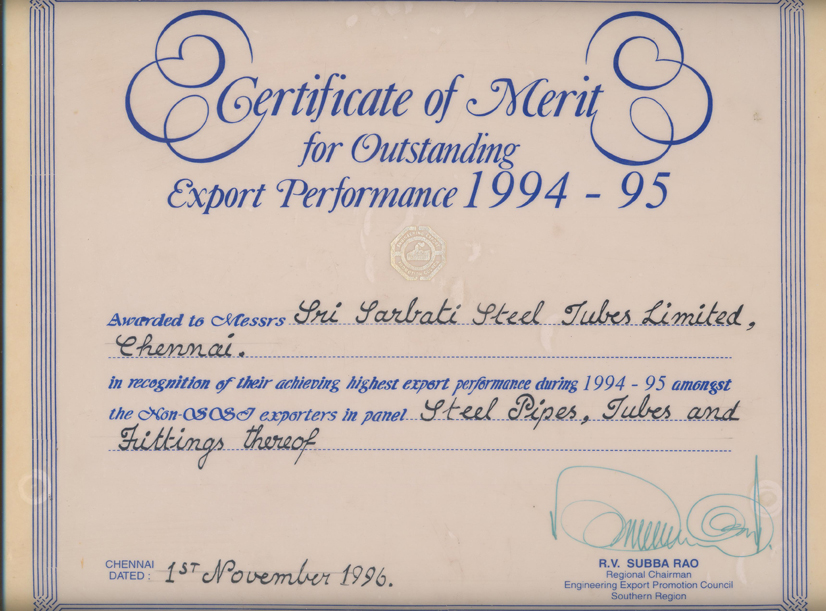 Certificate of Merit
for Outstanding
Export Performance 1994 - 95
Awarded to Messrs Sri Sarbati Steel Tubes Limited,
Chennai.
in recognition of their achieving highest export performance during 1994 - 95 amongst
the Non-SSI exporters in panel Steel Pipes, Tubes and
Fittings thereof
CHENNAI
DATED : 1ST November 1996.
R.V. SUBBA RAO
Regional Chairman
Engineering Export Promotion Council
Southern Region